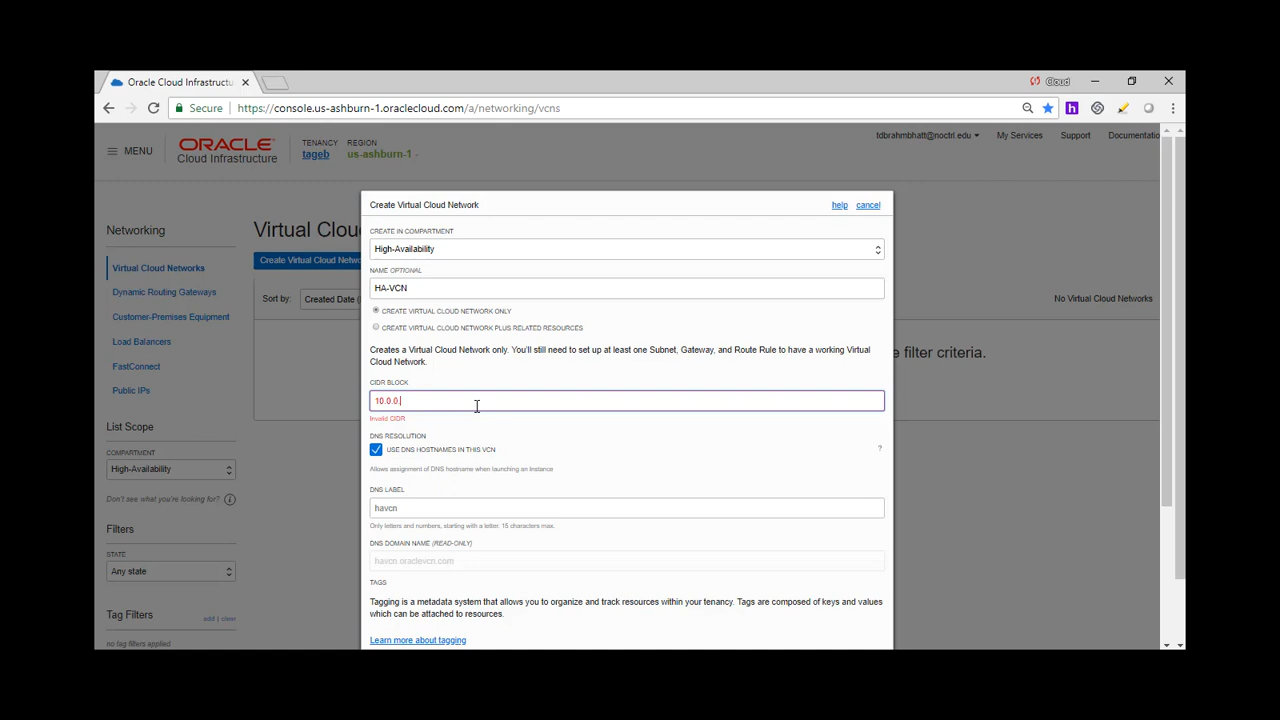 Oracle Cloud Infrastructu
Cloud
Secure https://console.us-ashburn-1.oraclecloud.com/a/networking/vcns
MENU
ORACLE
Cloud Infrastructure
TENANCY
tageb
REGION
us-ashburn-1
tdbrahmbhatt@noctrl.edu My Services Support Documentatio
Networking
Virtual Cloud Networks
Dynamic Routing Gateways
Customer-Premises Equipment
Load Balancers
FastConnect
Public IPs
List Scope
COMPARTMENT
High-Availability
Don't see what you're looking for?
Filters
STATE
Any state
Tag Filters add | clear
no tag filters applied
Virtual Clou
Create Virtual Cloud Netwo
Sort by: Created Date (
No Virtual Cloud Networks
e filter criteria.
Create Virtual Cloud Network help cancel
CREATE IN COMPARTMENT
High-Availability
NAME OPTIONAL
HA-VCN
CREATE VIRTUAL CLOUD NETWORK ONLY
CREATE VIRTUAL CLOUD NETWORK PLUS RELATED RESOURCES
Creates a Virtual Cloud Network only. You'll still need to set up at least one Subnet, Gateway, and Route Rule to have a working Virtual
Cloud Network.
CIDR BLOCK
10.0.0
Invalid CIDR
DNS RESOLUTION
USE DNS HOSTNAMES IN THIS VCN ?
Allows assignment of DNS hostname when launching an Instance
DNS LABEL
havcn
Only letters and numbers, starting with a letter. 15 characters max.
DNS DOMAIN NAME (READ-ONLY)
havcn.oraclevcn.com
TAGS
Tagging is a metadata system that allows you to organize and track resources within your tenancy. Tags are composed of keys and values
which can be attached to resources.
Learn more about tagging